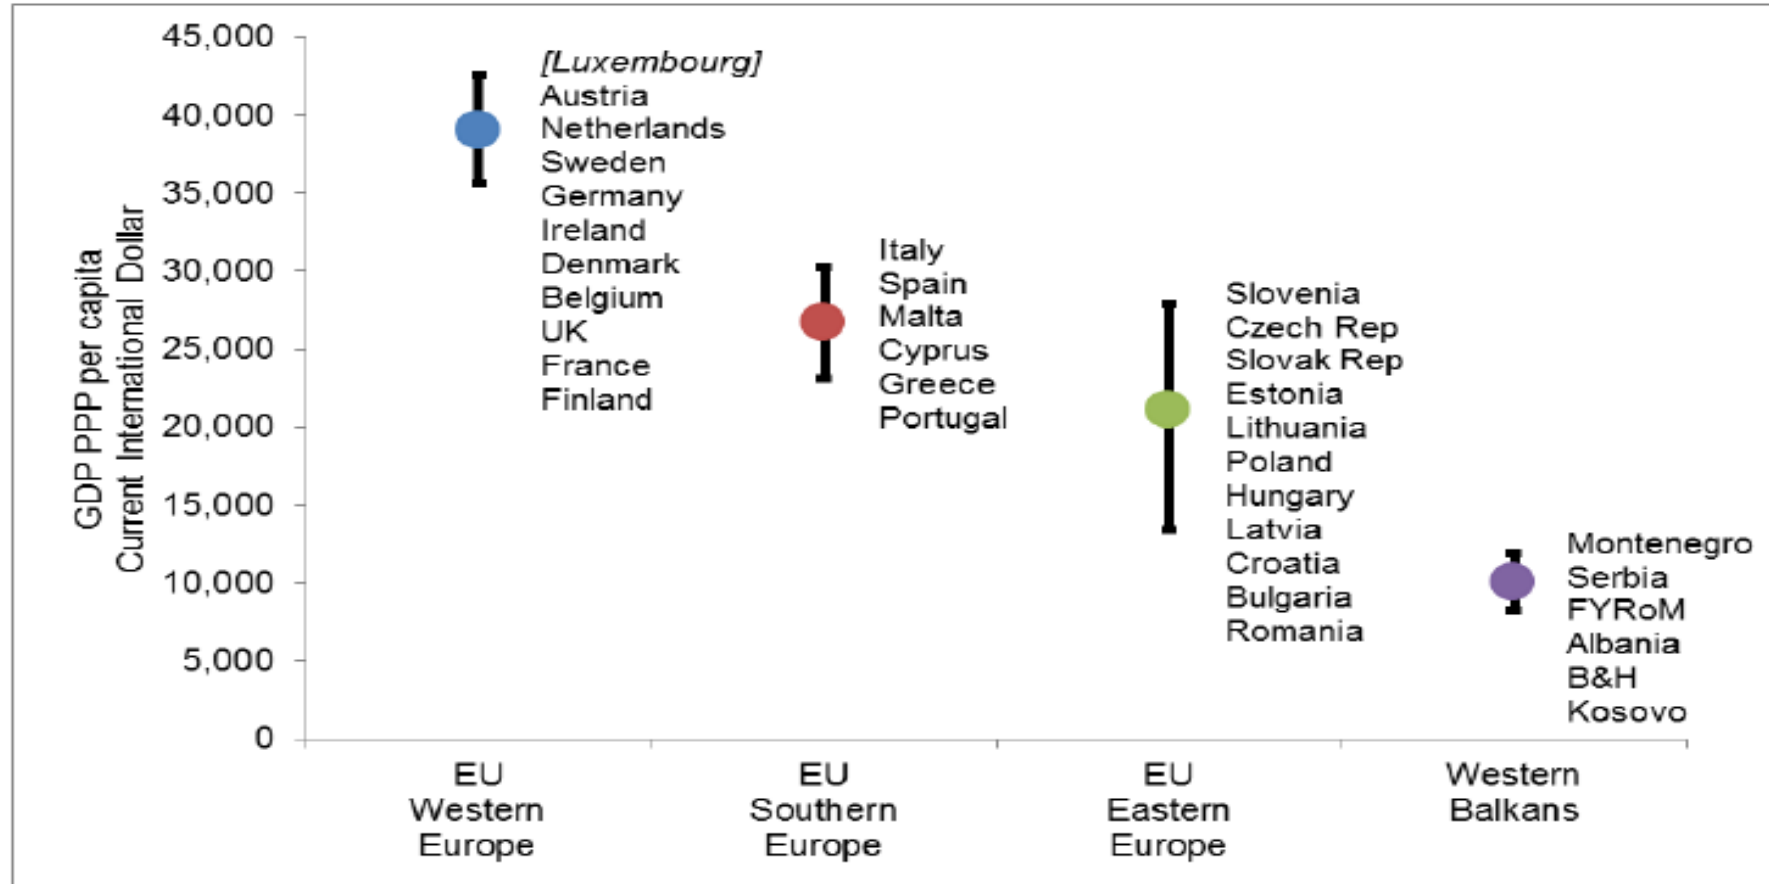 GDP PPP per capita
Current International Dollar
45,000
40,000
35,000
30,000
25,000
20,000
15,000
10,000
5,000
0
[Luxembourg]
Austria
Netherlands
Sweden
Germany
Ireland
Denmark
Belgium
UK
France
Finland
Italy
Spain
Malta
Cyprus
Greece
Portugal
Slovenia
Czech Rep
Slovak Rep
Estonia
Lithuania
Poland
Hungary
Latvia
Croatia
Bulgaria
Romania
Montenegro
Serbia
FYRoM
Albania
B&H
Kosovo
EU
Western
Europe
EU
Southern
Europe
EU
Eastern
Europe
Western
Balkans